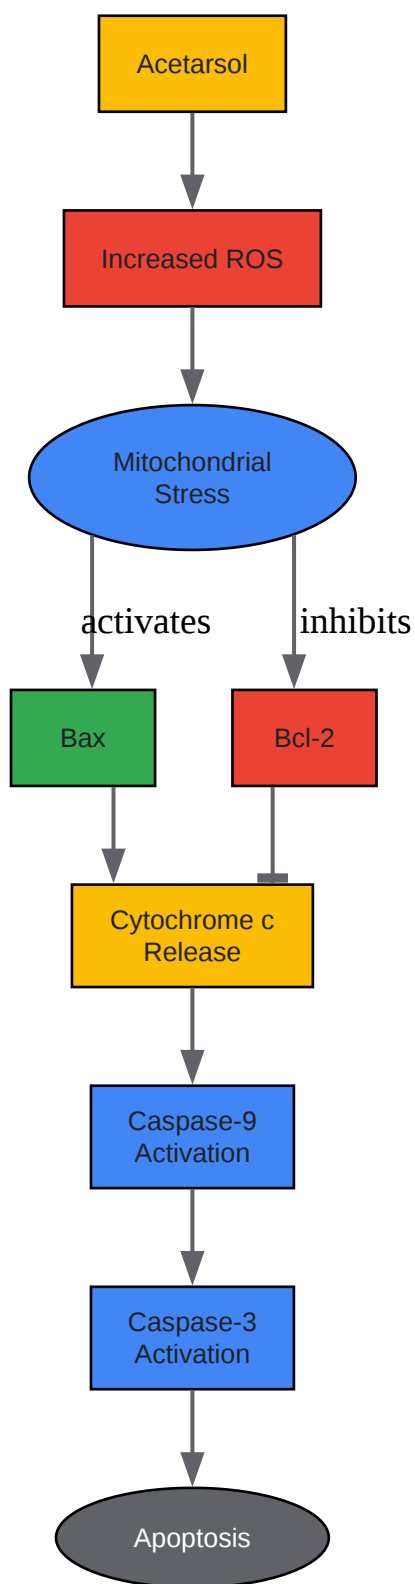 Acetarsol
Increased ROS
Mitochondrial
Stress
activates
inhibits
Bax
Bcl-2
Cytochrome c
Release
Caspase-9
Activation
Caspase-3
Activation
Apoptosis